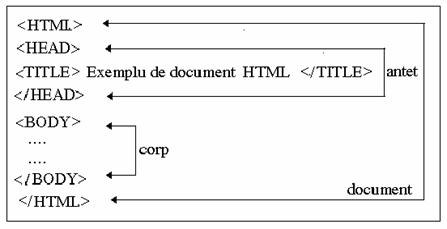 <HTML>
<HEAD>
<TITLE> Exemplu de document HTML </TITLE> antet
</HEAD>
<BODY>
....
corp
....
</BODY>
document
</HTML>